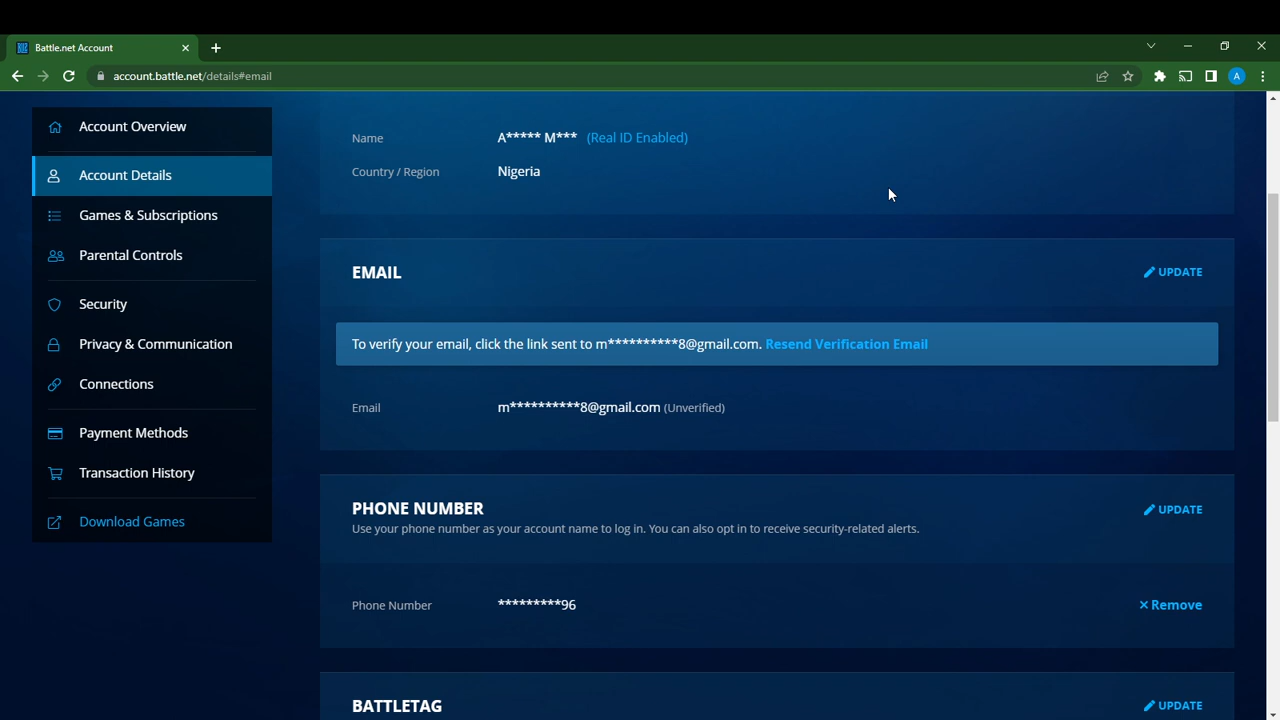 Battle.net Account
account.battle.net/details#email
A
Account Overview
Account Details
Games & Subscriptions
Parental Controls
Security
Privacy & Communication
Connections
Payment Methods
Transaction History
Download Games
Name A***** M*** (Real ID Enabled)
Country / Region Nigeria
EMAIL UPDATE
To verify your email, click the link sent to m**********8@gmail.com. Resend Verification Email
Email m**********8@gmail.com (Unverified)
PHONE NUMBER UPDATE
Use your phone number as your account name to log in. You can also opt in to receive security-related alerts.
Phone Number *********96 Remove
BATTLETAG UPDATE